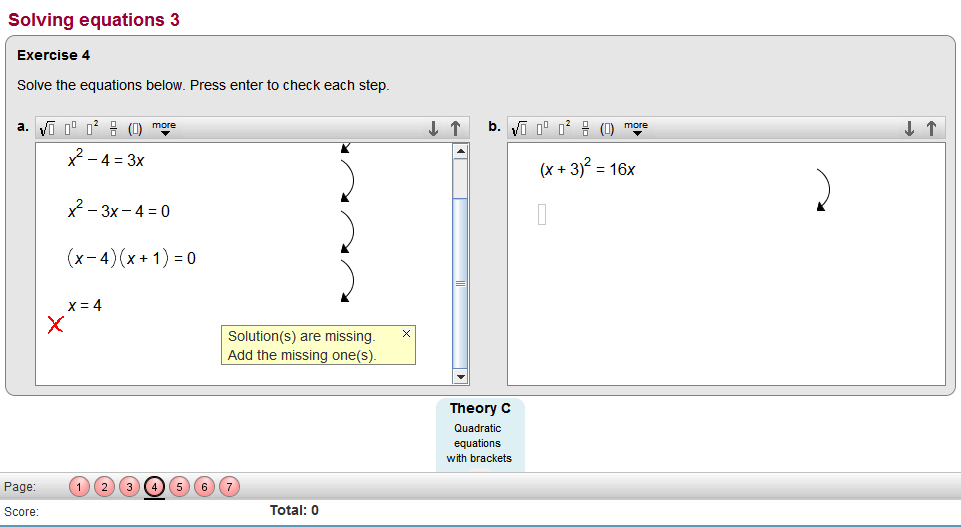 Solving equations 3
Exercise 4
Solve the equations below. Press enter to check each step.
a. √▯ ▯▯ ▯² ▯/▯ (▯) more
x² − 4 = 3x
x² − 3x − 4 = 0
(x − 4)(x + 1) = 0
x = 4
Solution(s) are missing.
Add the missing one(s).
b. √▯ ▯▯ ▯² ▯/▯ (▯) more
(x + 3)² = 16x
Theory C
Quadratic
equations
with brackets
Page: 1 2 3 4 5 6 7
Score: Total: 0